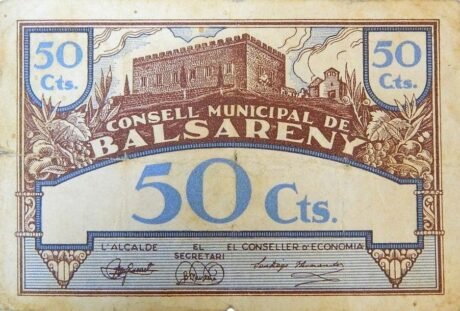 50 Cts.
50 Cts.
CONSELL MUNICIPAL DE
BALSARENY
50 Cts.
L'ALCALDE
EL SECRETARI
EL CONSELLER D'ECONOMIA